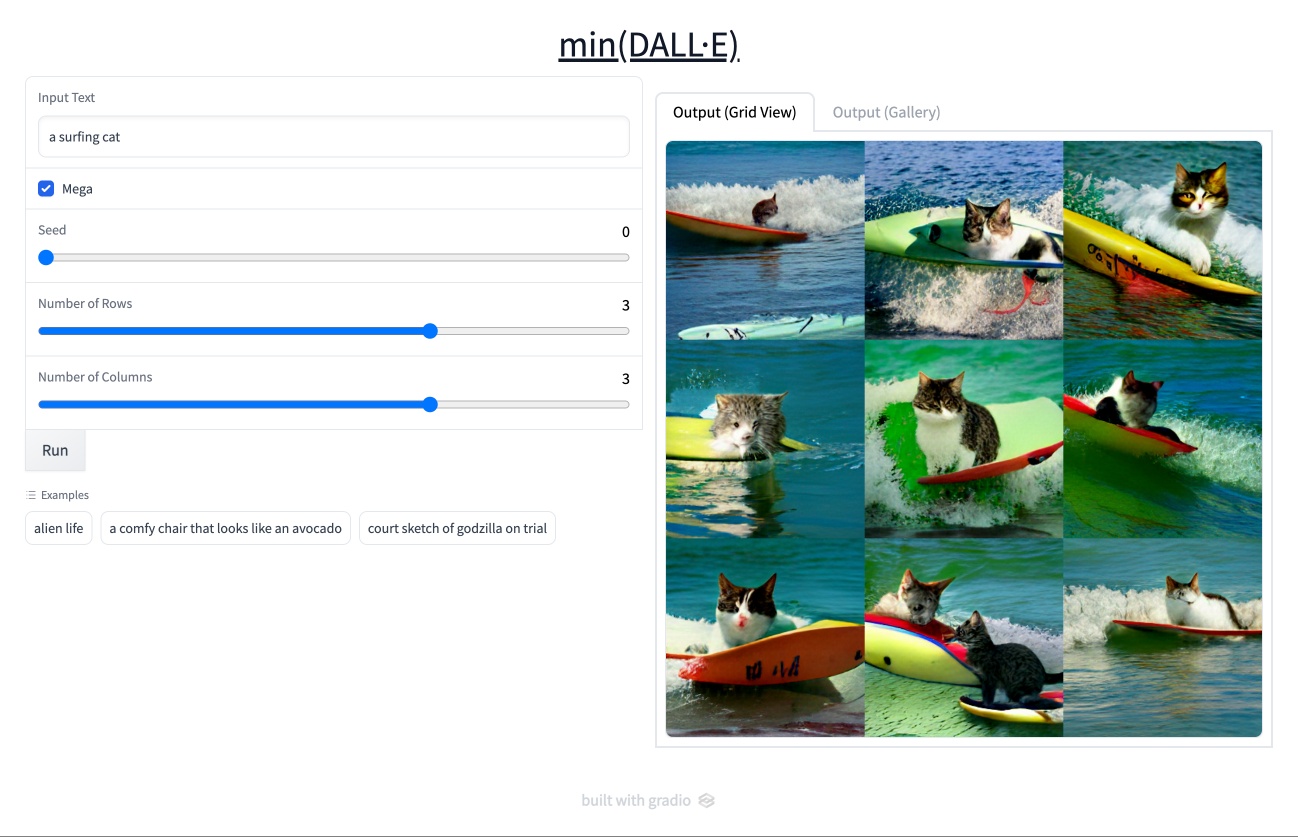 min(DALL·E)
Input Text
a surfing cat
Mega
Seed
0
Number of Rows
3
Number of Columns
3
Run
Examples
alien life
a comfy chair that looks like an avocado
court sketch of godzilla on trial
Output (Grid View)
Output (Gallery)
built with gradio